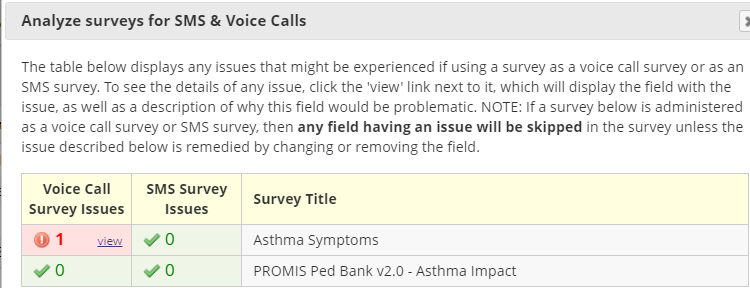 Analyze surveys for SMS & Voice Calls
The table below displays any issues that might be experienced if using a survey as a voice call survey or as an
SMS survey. To see the details of any issue, click the 'view' link next to it, which will display the field with the
issue, as well as a description of why this field would be problematic. NOTE: If a survey below is administered
as a voice call survey or SMS survey, then any field having an issue will be skipped in the survey unless the
issue described below is remedied by changing or removing the field.
Voice Call
Survey Issues
SMS Survey
Issues
Survey Title
1 view 0 Asthma Symptoms
0 0 PROMIS Ped Bank v2.0 - Asthma Impact